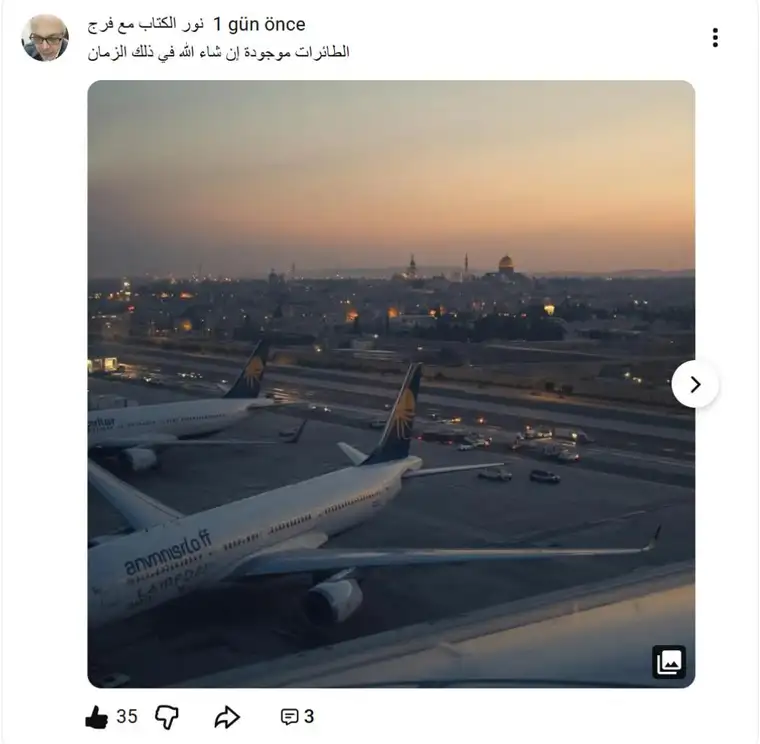 نور الكتاب مع فرج 1 gün önce
الطائرات موجودة إن شاء الله في ذلك الزمان
35
3